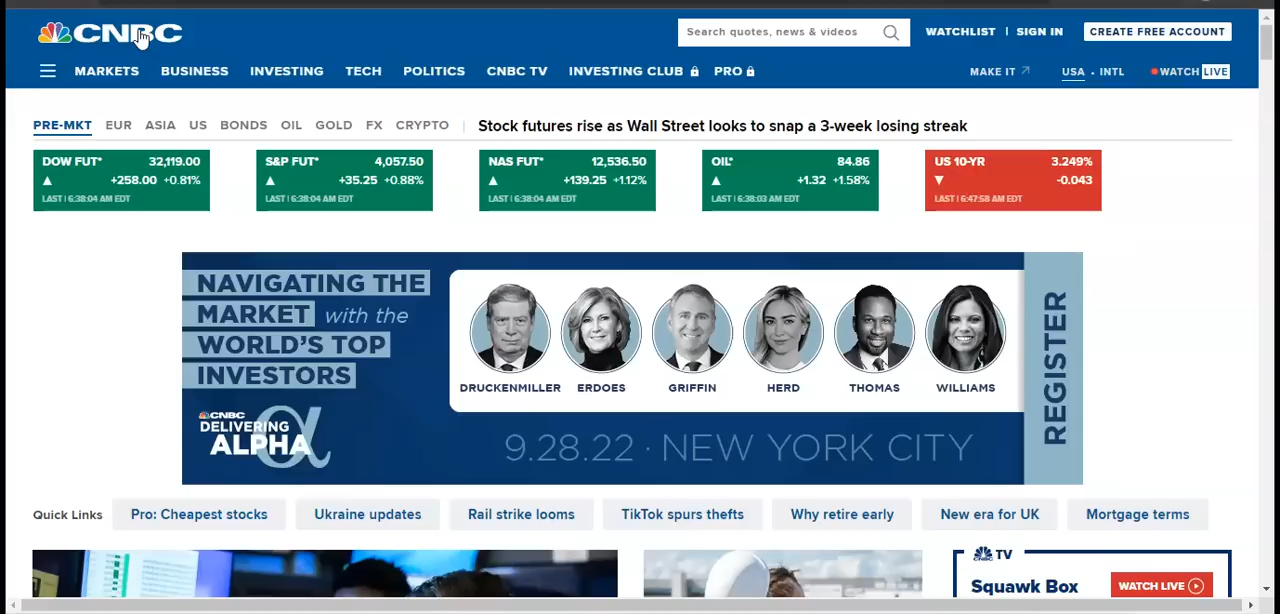 CNBC
Search quotes, news & videos
WATCHLIST | SIGN IN
CREATE FREE ACCOUNT
MARKETS BUSINESS INVESTING TECH POLITICS CNBC TV INVESTING CLUB PRO
MAKE IT USA • INTL WATCH LIVE
PRE-MKT EUR ASIA US BONDS OIL GOLD FX CRYPTO
Stock futures rise as Wall Street looks to snap a 3-week losing streak
DOW FUT* 32,119.00
+258.00 +0.81%
LAST | 6:38:04 AM EDT
S&P FUT* 4,057.50
+35.25 +0.88%
LAST | 6:38:04 AM EDT
NAS FUT* 12,536.50
+139.25 +1.12%
LAST | 6:38:04 AM EDT
OIL* 84.86
+1.32 +1.58%
LAST | 6:38:03 AM EDT
US 10-YR 3.249%
-0.043
LAST | 6:47:58 AM EDT
NAVIGATING THE
MARKET with the
WORLD'S TOP
INVESTORS
CNBC
DELIVERING
ALPHA
α
DRUCKENMILLER ERDOES GRIFFIN HERD THOMAS WILLIAMS
9.28.22 · NEW YORK CITY
REGISTER
Quick Links Pro: Cheapest stocks Ukraine updates Rail strike looms TikTok spurs thefts Why retire early New era for UK Mortgage terms
CNBC TV
Squawk Box
WATCH LIVE